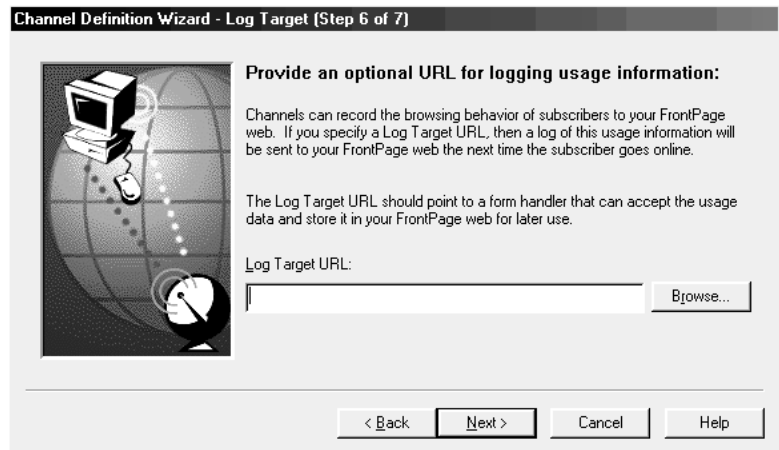 Channel Definition Wizard - Log Target (Step 6 of 7)
Provide an optional URL for logging usage information:
Channels can record the browsing behavior of subscribers to your FrontPage
web.  If you specify a Log Target URL, then a log of this usage information will
be sent to your FrontPage web the next time the subscriber goes online.
The Log Target URL should point to a form handler that can accept the usage
data and store it in your FrontPage web for later use.
Log Target URL:
Browse...
< Back
Next >
Cancel
Help